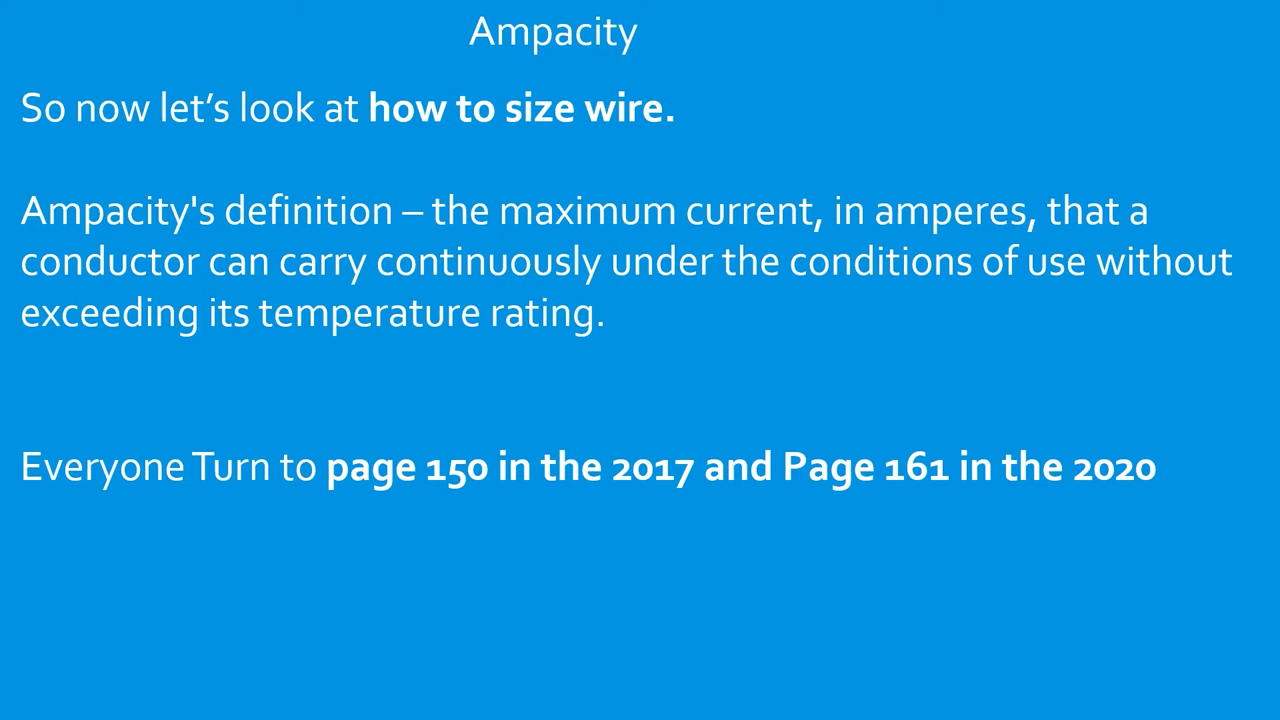 Ampacity
So now let’s look at how to size wire.
Ampacity's definition – the maximum current, in amperes, that a
conductor can carry continuously under the conditions of use without
exceeding its temperature rating.
Everyone Turn to page 150 in the 2017 and Page 161 in the 2020